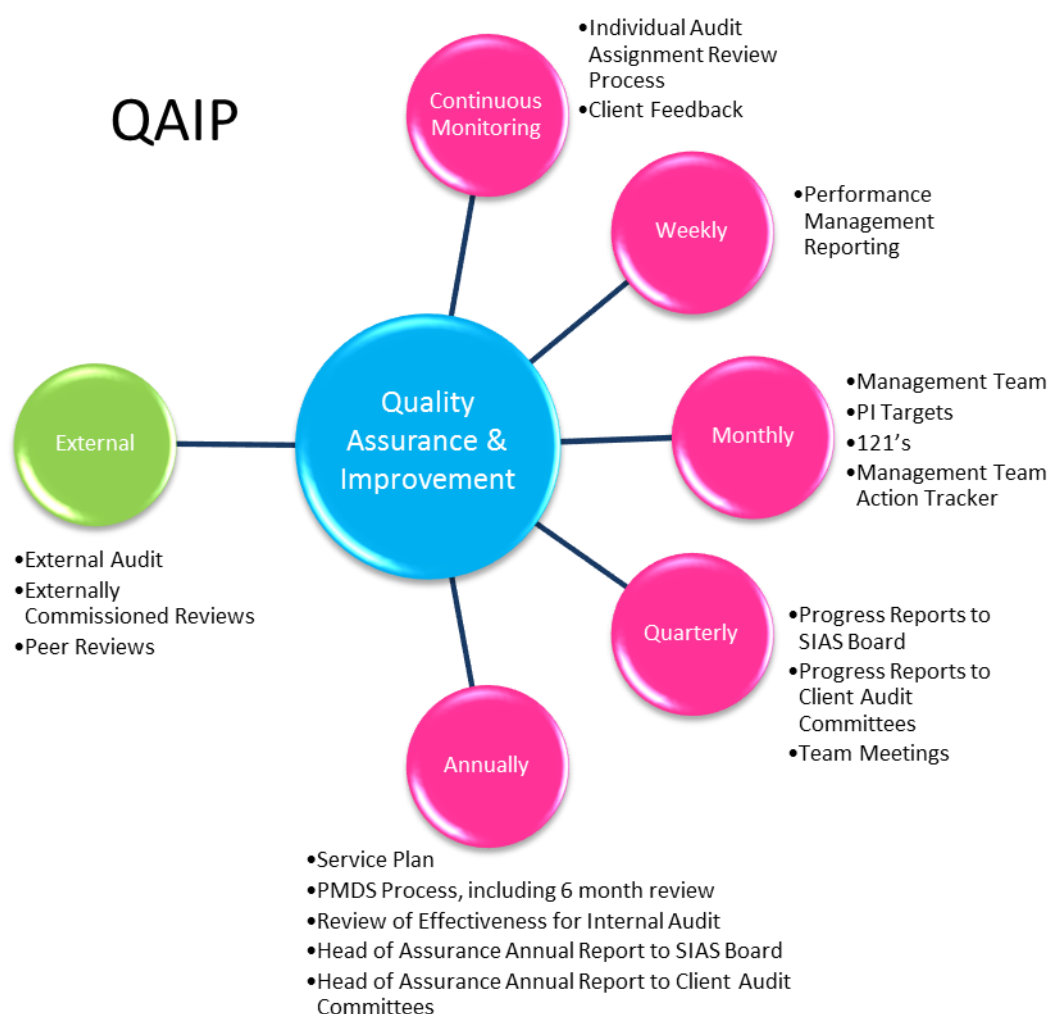 QAIP
Continuous
Monitoring
•Individual Audit
Assignment Review
Process
•Client Feedback
Weekly
•Performance
Management
Reporting
Monthly
•Management Team
•PI Targets
•121’s
•Management Team
Action Tracker
Quality
Assurance &
Improvement
External
•External Audit
•Externally
Commissioned Reviews
•Peer Reviews
Quarterly
•Progress Reports to
SIAS Board
•Progress Reports to
Client Audit
Committees
•Team Meetings
Annually
•Service Plan
•PMDS Process, including 6 month review
•Review of Effectiveness for Internal Audit
•Head of Assurance Annual Report to SIAS Board
•Head of Assurance Annual Report to Client Audit
Committees